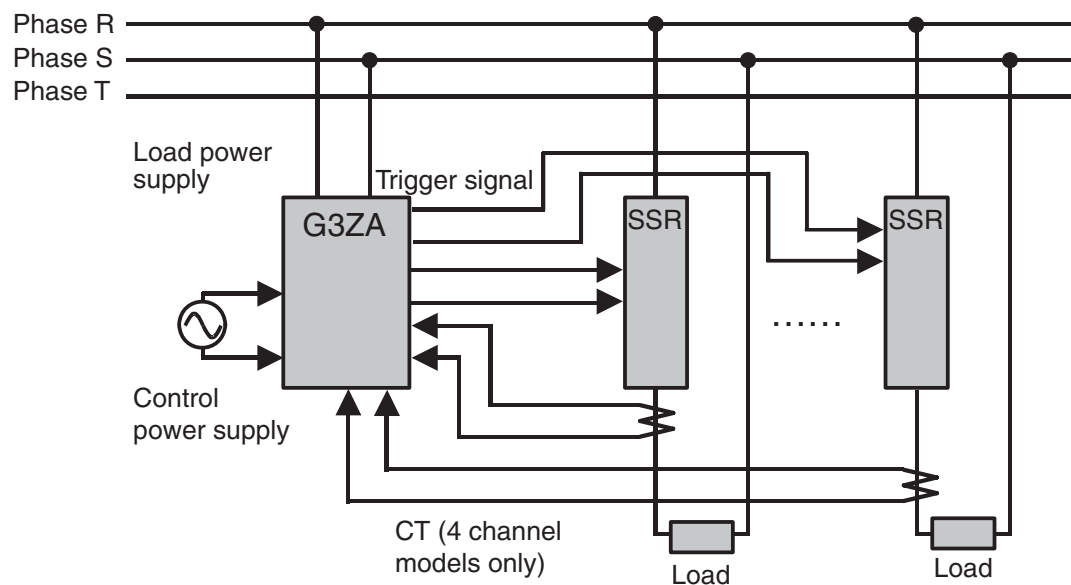 Phase R
Phase S
Phase T
Load power
supply
Trigger signal
G3ZA
SSR
SSR
......
Control
power supply
CT (4 channel
models only)
Load
Load